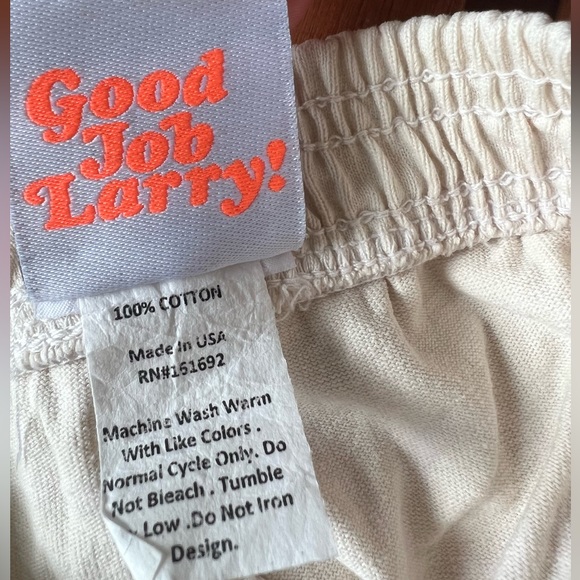 Good
Job
Larry!
100% COTTON
Made In USA
RN#161692
Machine Wash Warm
With Like Colors .
Normal Cycle Only. Do
Not Bleach . Tumble
Low .Do Not Iron
Design.